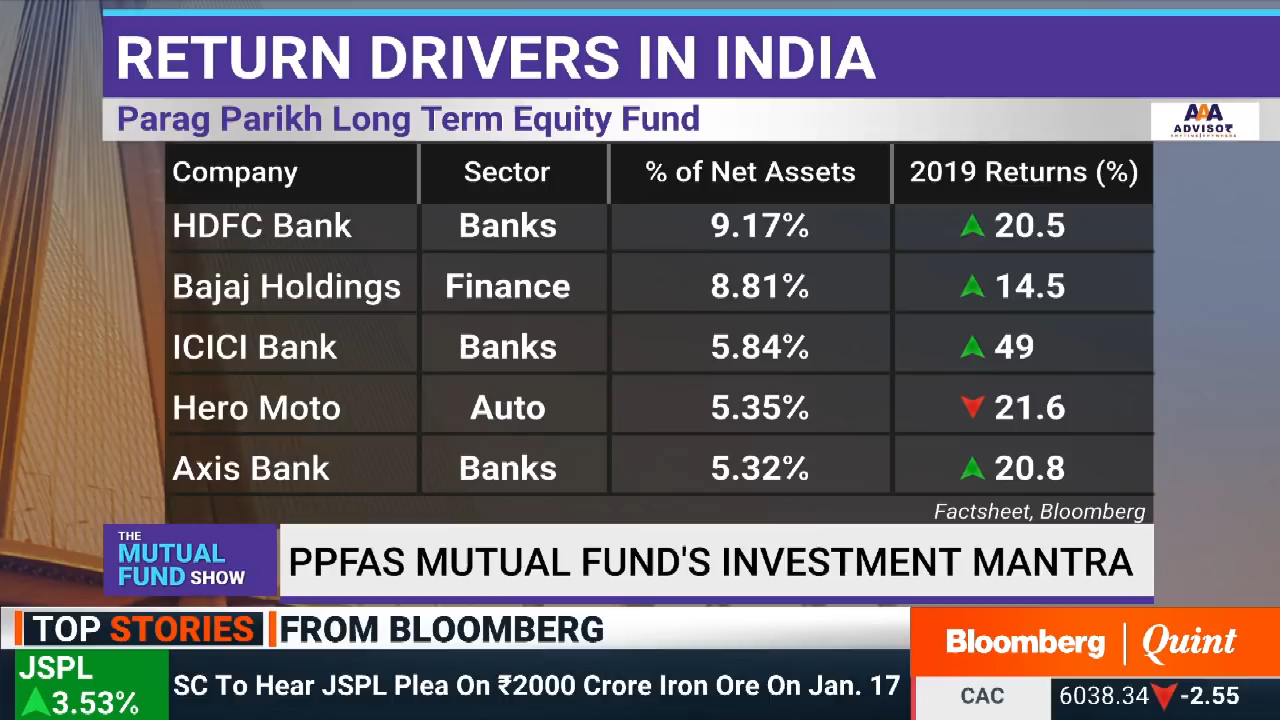 RETURN DRIVERS IN INDIA
Parag Parikh Long Term Equity Fund
AAA
ADVISOR
Company Sector % of Net Assets 2019 Returns (%)
HDFC Bank Banks 9.17% 20.5
Bajaj Holdings Finance 8.81% 14.5
ICICI Bank Banks 5.84% 49
Hero Moto Auto 5.35% 21.6
Axis Bank Banks 5.32% 20.8
Factsheet, Bloomberg
THE
MUTUAL
FUND SHOW
PPFAS MUTUAL FUND'S INVESTMENT MANTRA
TOP STORIES FROM BLOOMBERG
Bloomberg | Quint
JSPL
3.53%
SC To Hear JSPL Plea On ₹2000 Crore Iron Ore On Jan. 17
CAC 6038.34 -2.55